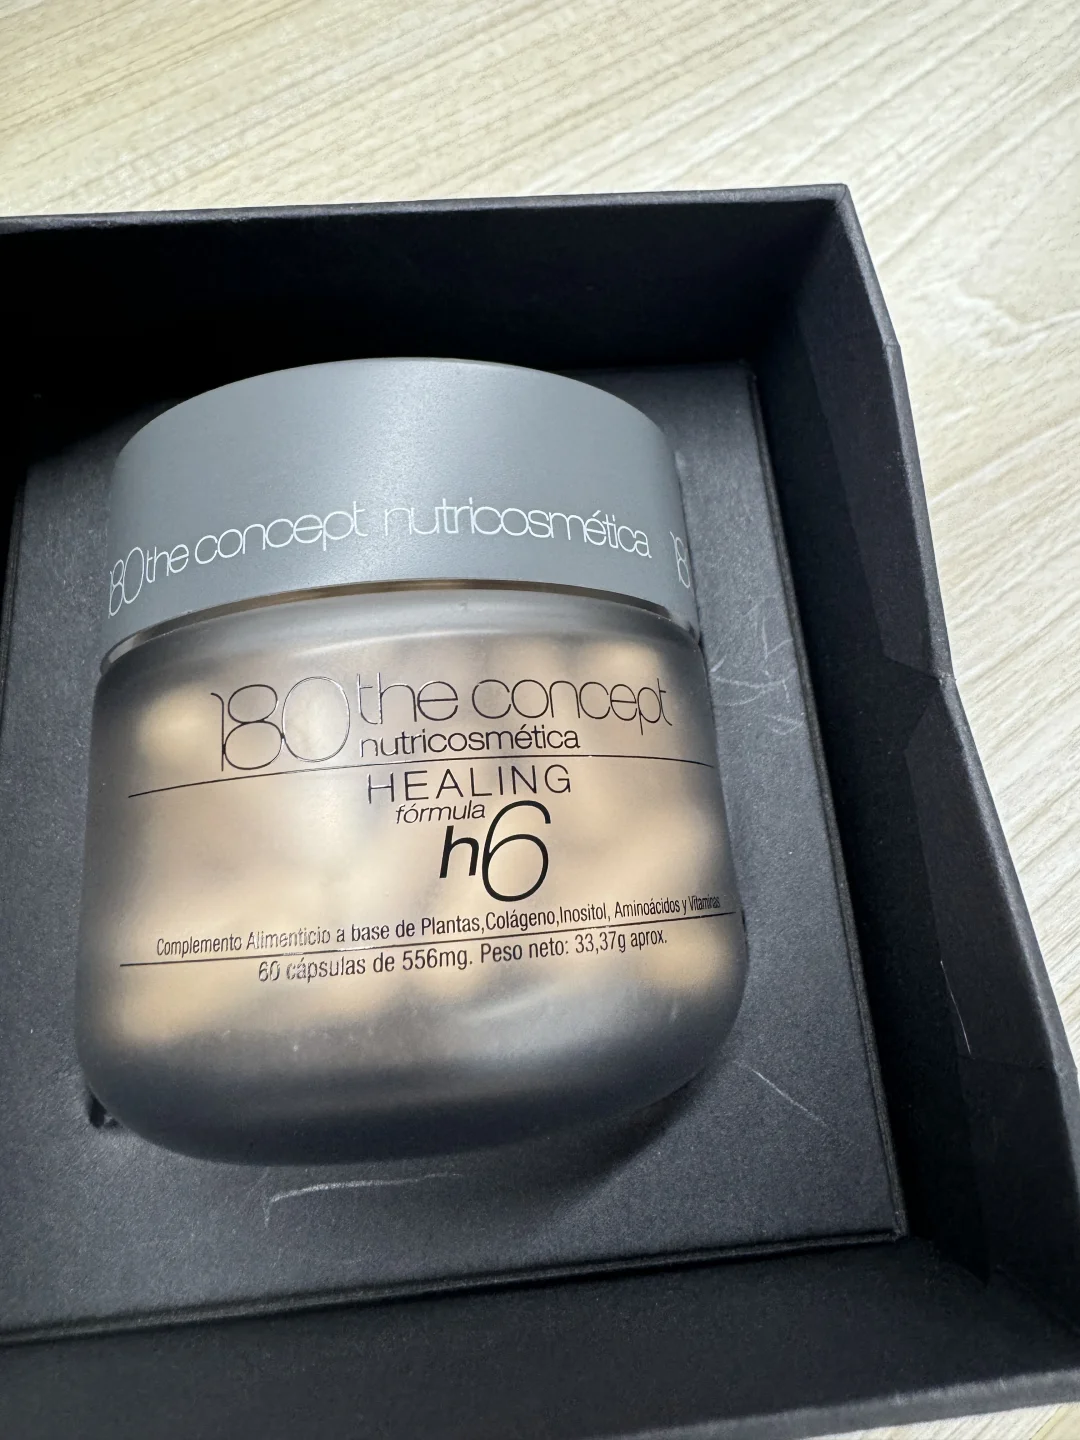 180 the concept nutricosmética 18
180 the concept
nutricosmética
HEALING
fórmula
h6
Complemento Alimenticio a base de Plantas,Colágeno,Inositol, Aminoácidos y Vitaminas
60 cápsulas de 556mg. Peso neto: 33,37g aprox.